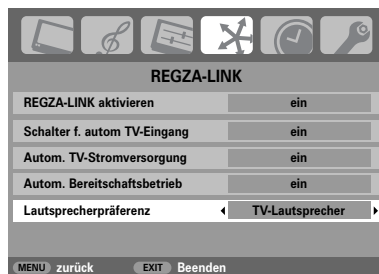 REGZA-LINK
REGZA-LINK aktivieren ein
Schalter f. autom TV-Eingang ein
Autom. TV-Stromversorgung ein
Autom. Bereitschaftsbetrieb ein
Lautsprecherpräferenz TV-Lautsprecher
MENU zurück EXIT Beenden